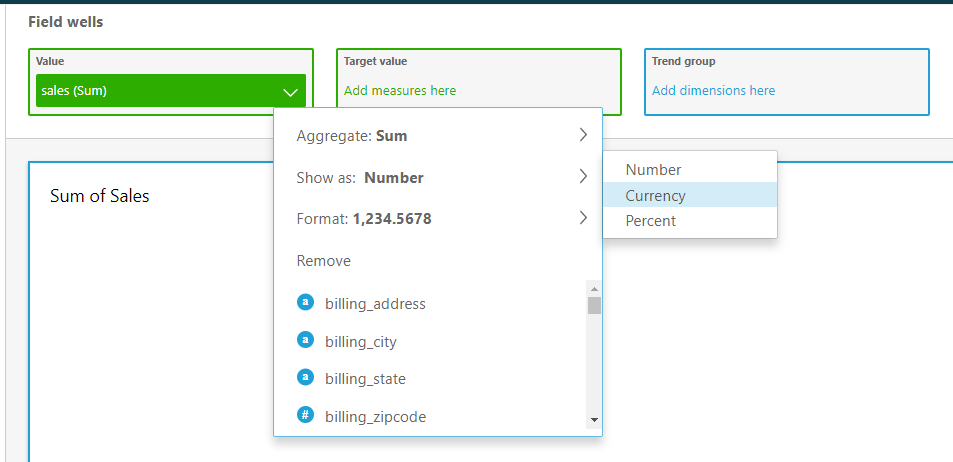 Field wells
Value
Target value
Trend group
sales (Sum)
Add measures here
Add dimensions here
Aggregate: Sum
Show as: Number
Format: 1,234.5678
Remove
a billing_address
a billing_city
a billing_state
# billing_zipcode
Number
Currency
Percent
Sum of Sales